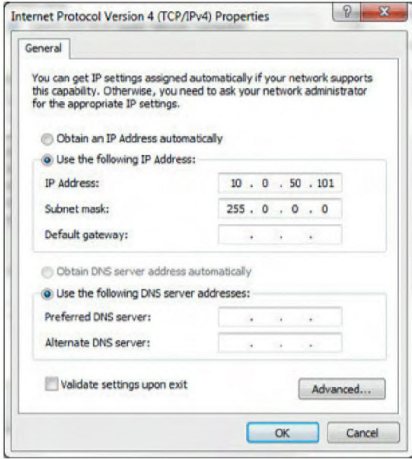 Internet Protocol Version 4 (TCP/IPv4) Properties
General
You can get IP settings assigned automatically if your network supports
this capability. Otherwise, you need to ask your network administrator
for the appropriate IP settings.
Obtain an IP Address automatically
Use the following IP Address:
IP Address: 10 . 0 . 50 . 101
Subnet mask: 255 . 0 . 0 . 0
Default gateway: . . .
Obtain DNS server address automatically
Use the following DNS server addresses:
Preferred DNS server: . . .
Alternate DNS server: . . .
Validate settings upon exit
Advanced...
OK Cancel